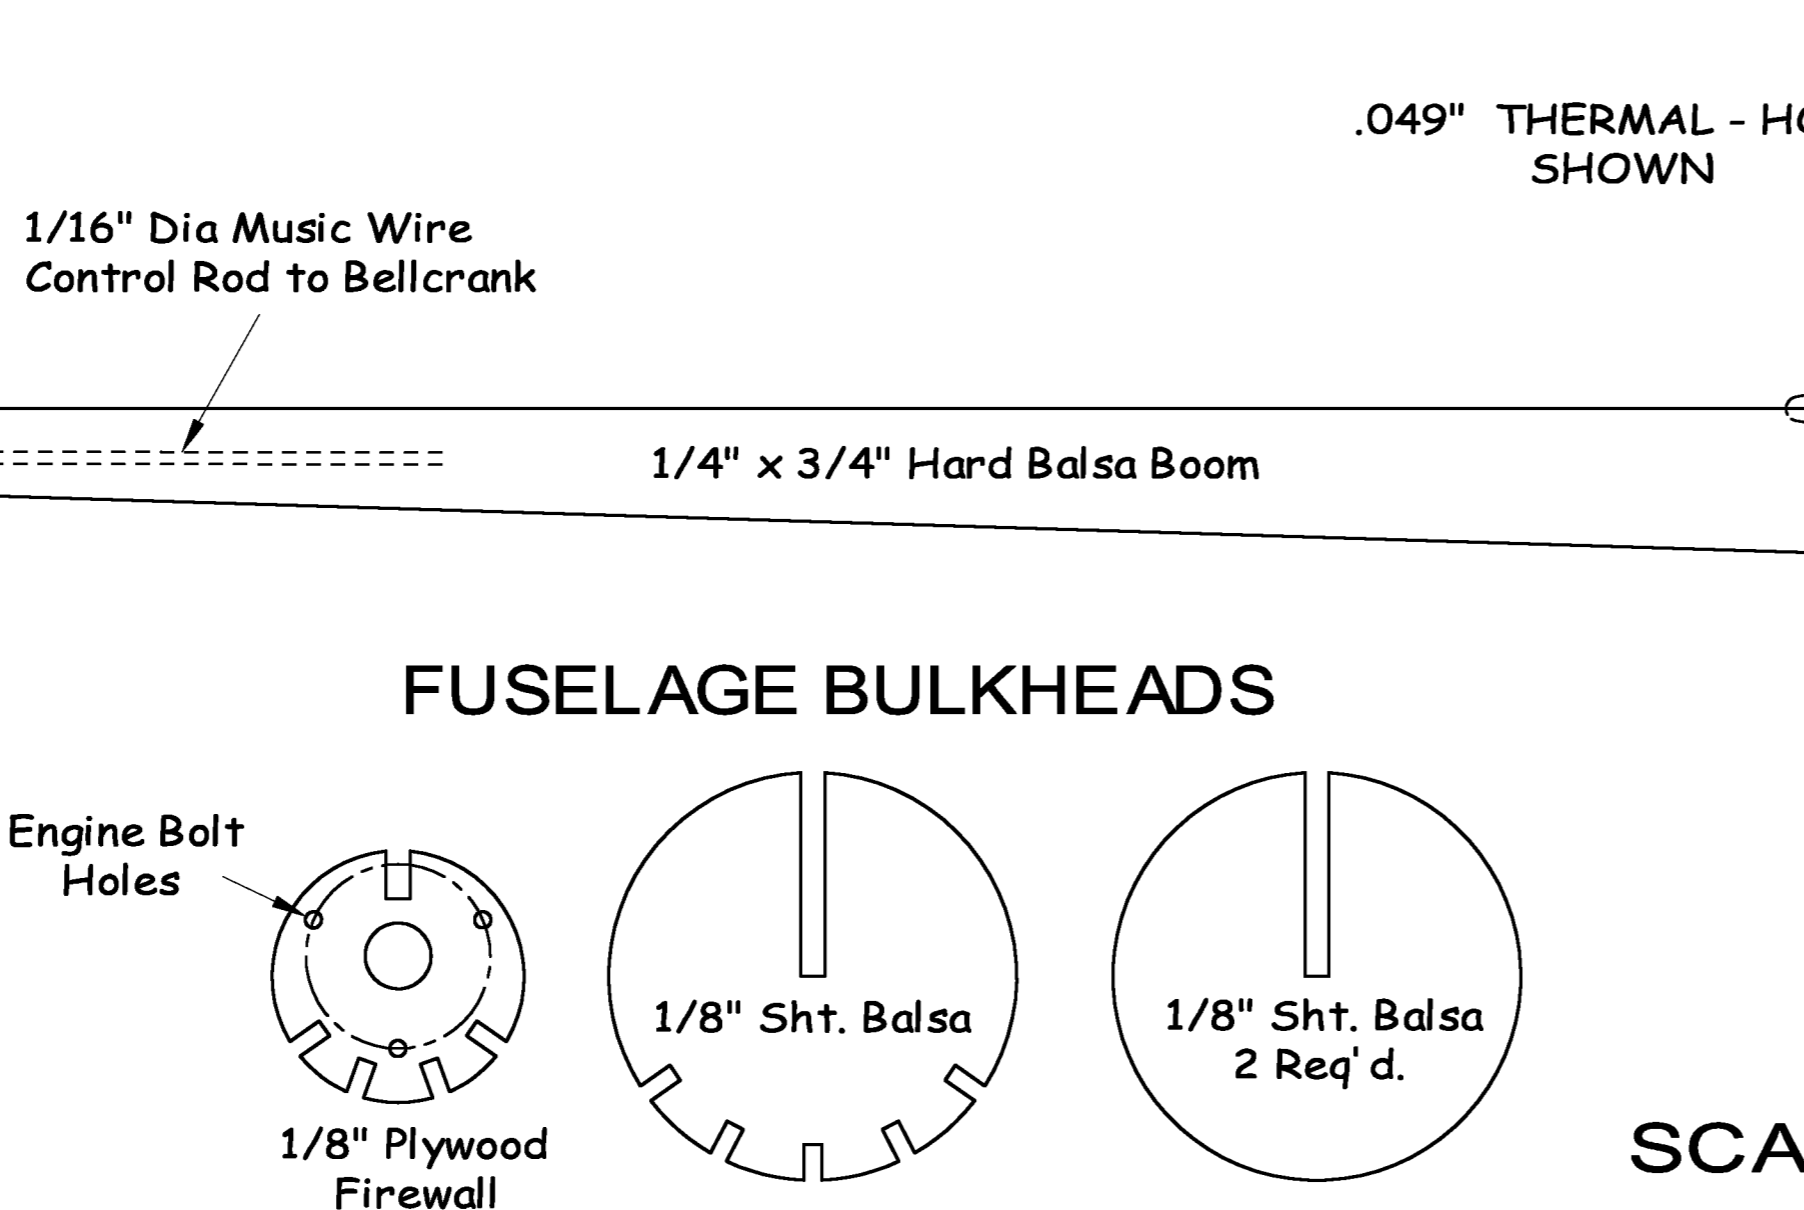 .049" THERMAL - HO
SHOWN
1/16" Dia Music Wire
Control Rod to Bellcrank
1/4" x 3/4" Hard Balsa Boom
FUSELAGE BULKHEADS
Engine Bolt
Holes
1/8" Plywood
Firewall
1/8" Sht. Balsa
1/8" Sht. Balsa
2 Req'd.
SCA